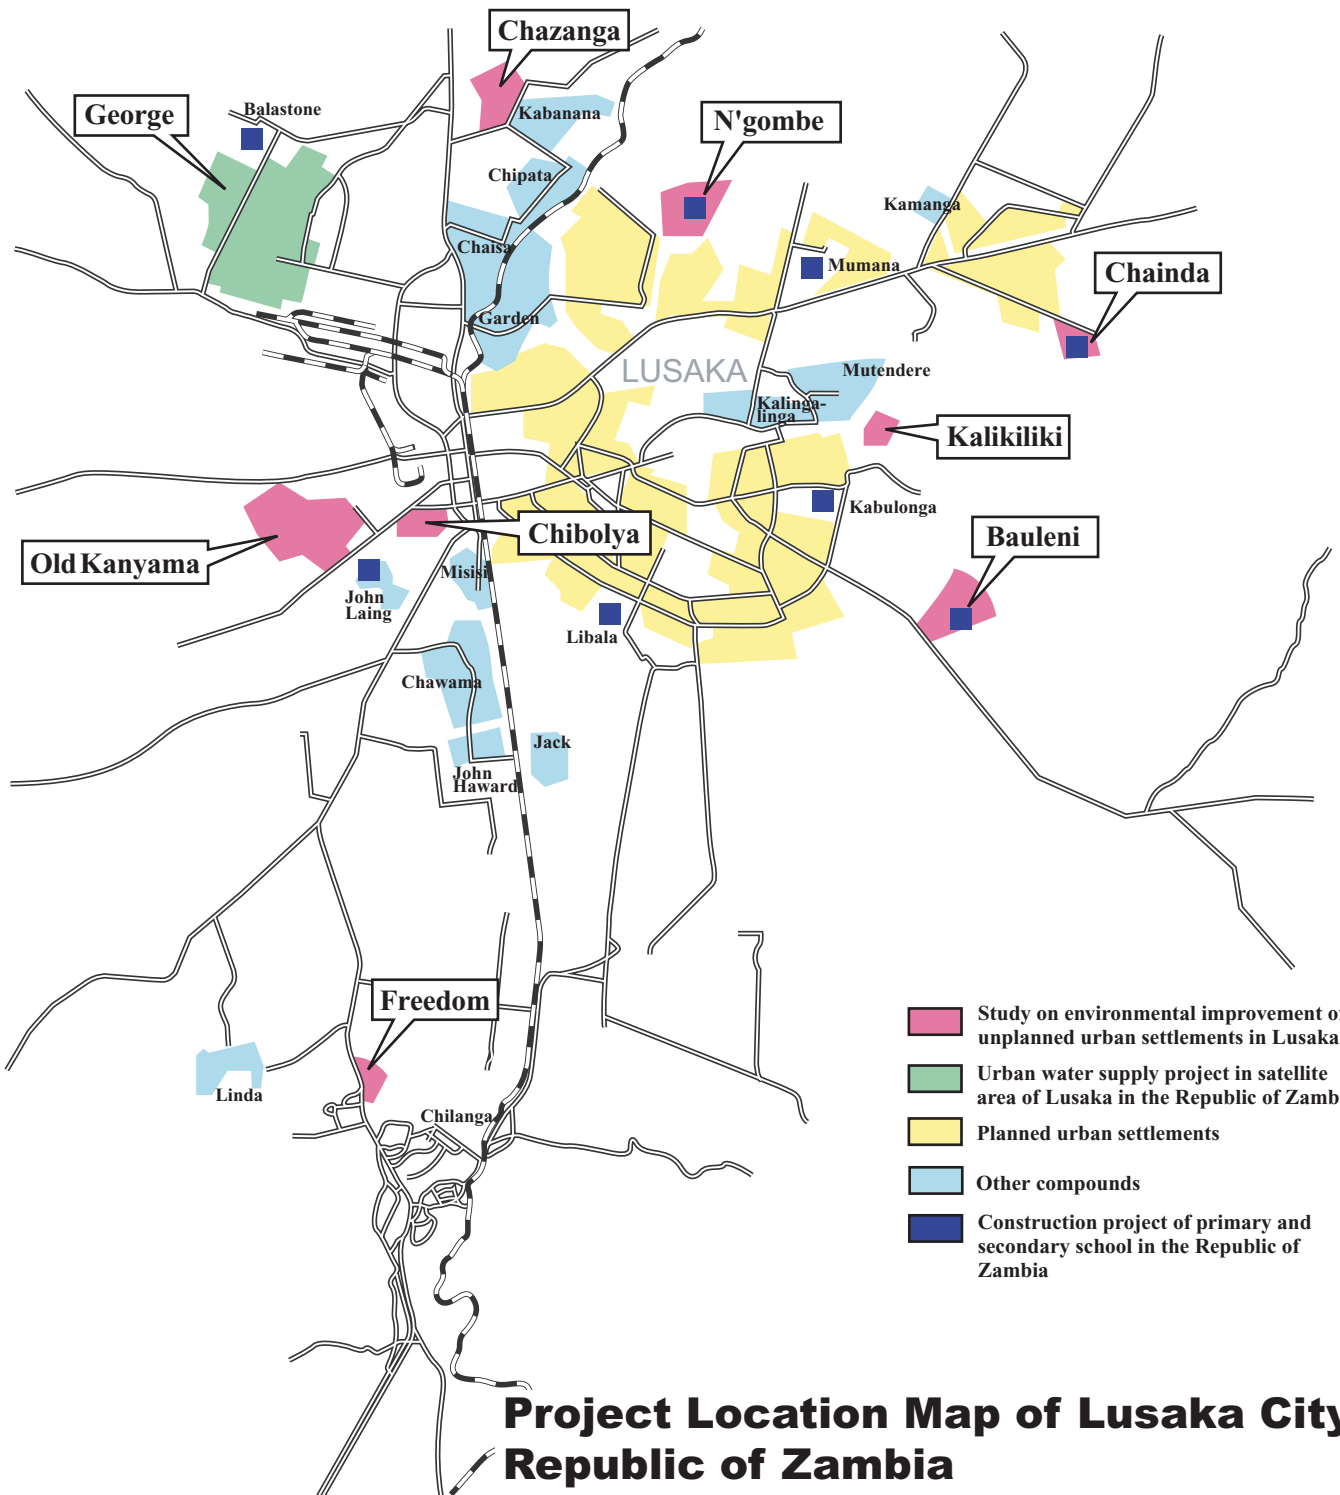 Chazanga
George
Balastone
Kabanana
N'gombe
Chipata
Kamanga
Chaisa
Mumana
Chainda
Garden
LUSAKA
Mutendere
Kalinga-
linga
Kalikiliki
Kabulonga
Old Kanyama
Chibolya
Bauleni
Misisi
John
Laing
Libala
Chawama
Jack
John
Haward
Freedom
Linda
Chilanga
Study on environmental improvement o
unplanned urban settlements in Lusaka
Urban water supply project in satellite
area of Lusaka in the Republic of Zamb
Planned urban settlements
Other compounds
Construction project of primary and
secondary school in the Republic of
Zambia
Project Location Map of Lusaka City
Republic of Zambia